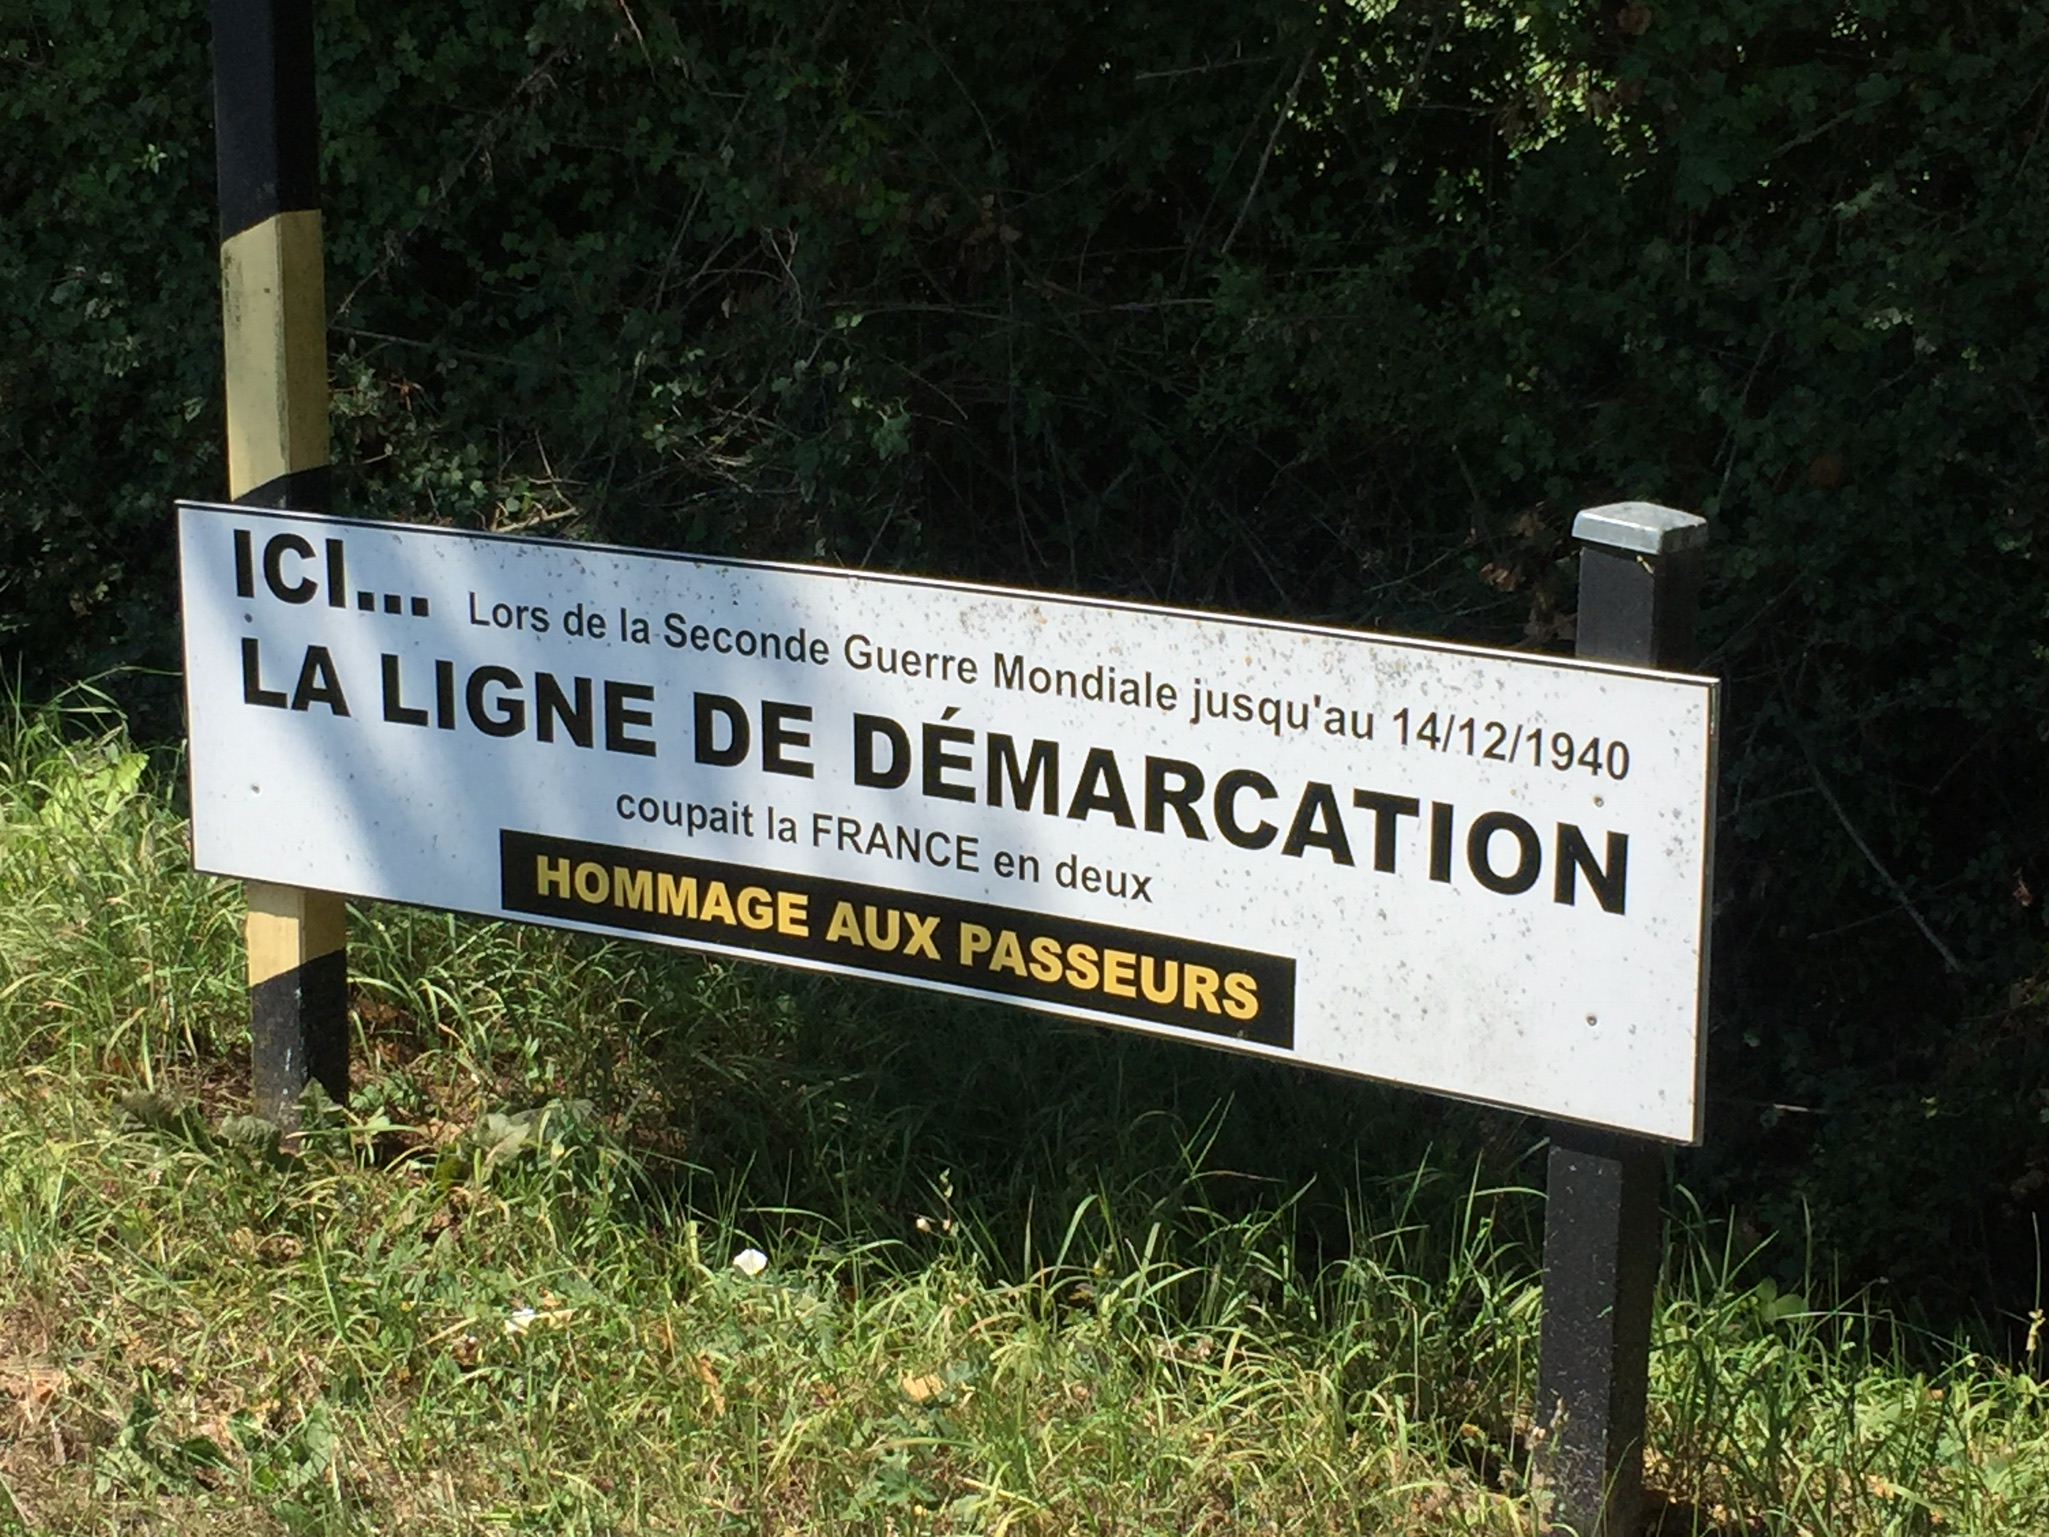 ICI... Lors de la Seconde Guerre Mondiale jusqu'au 14/12/1940
LA LIGNE DE DÉMARCATION
coupait la FRANCE en deux
HOMMAGE AUX PASSEURS